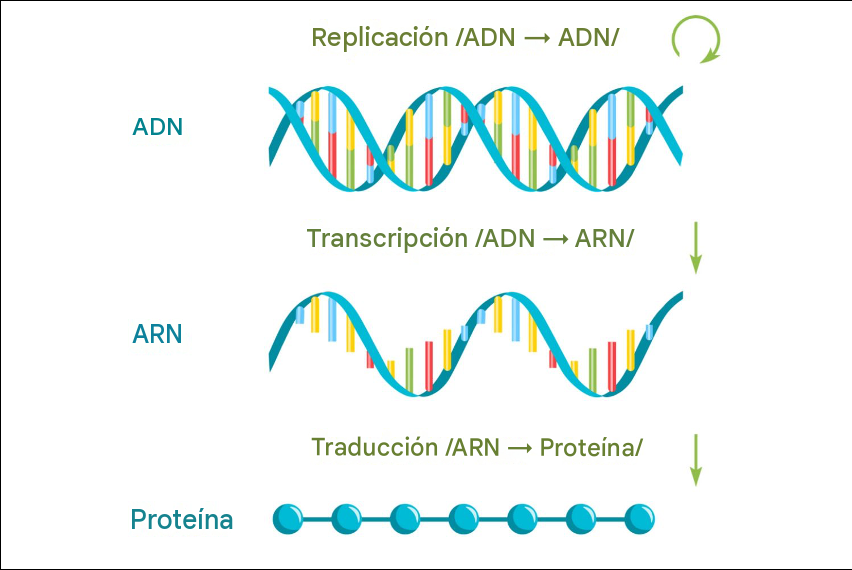 Replicación /ADN → ADN/
ADN
Transcripción /ADN → ARN/
ARN
Traducción /ARN → Proteína/
Proteína